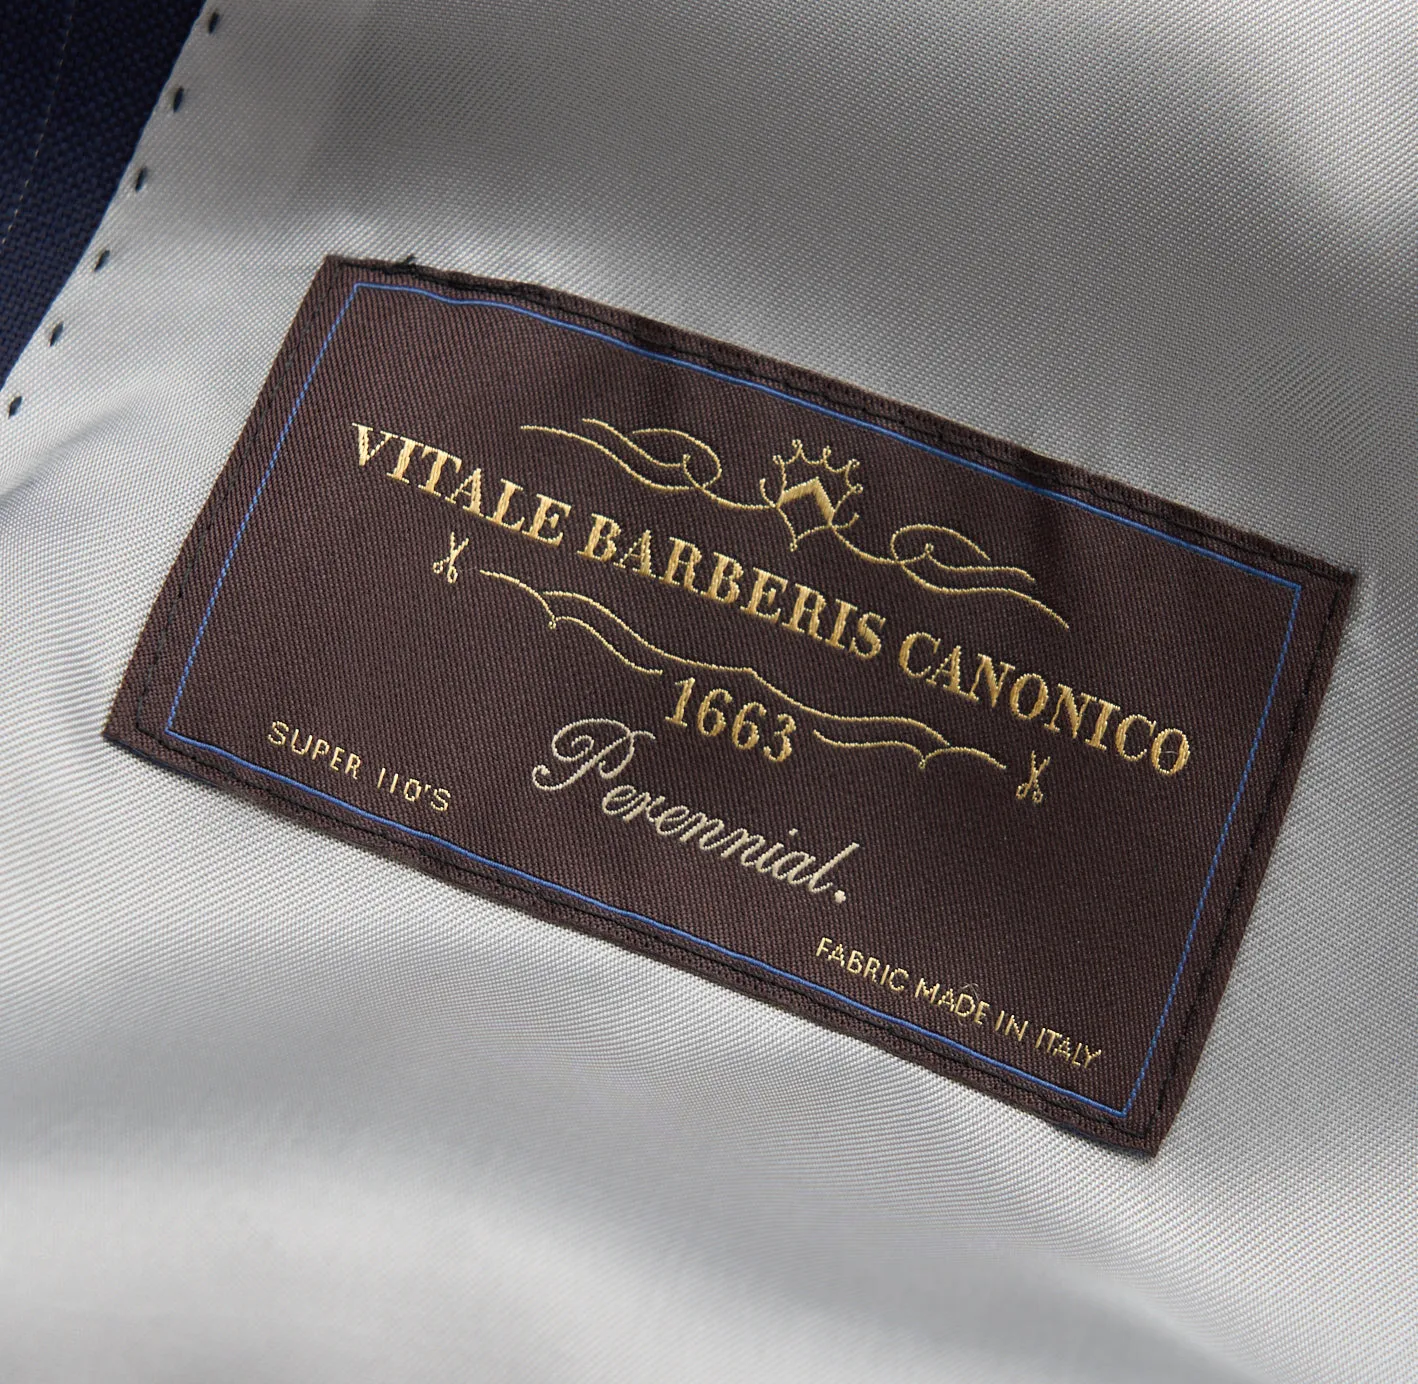 VITALE BARBERIS CANONICO
1663
Perennial.
SUPER 110'S
FABRIC MADE IN ITALY